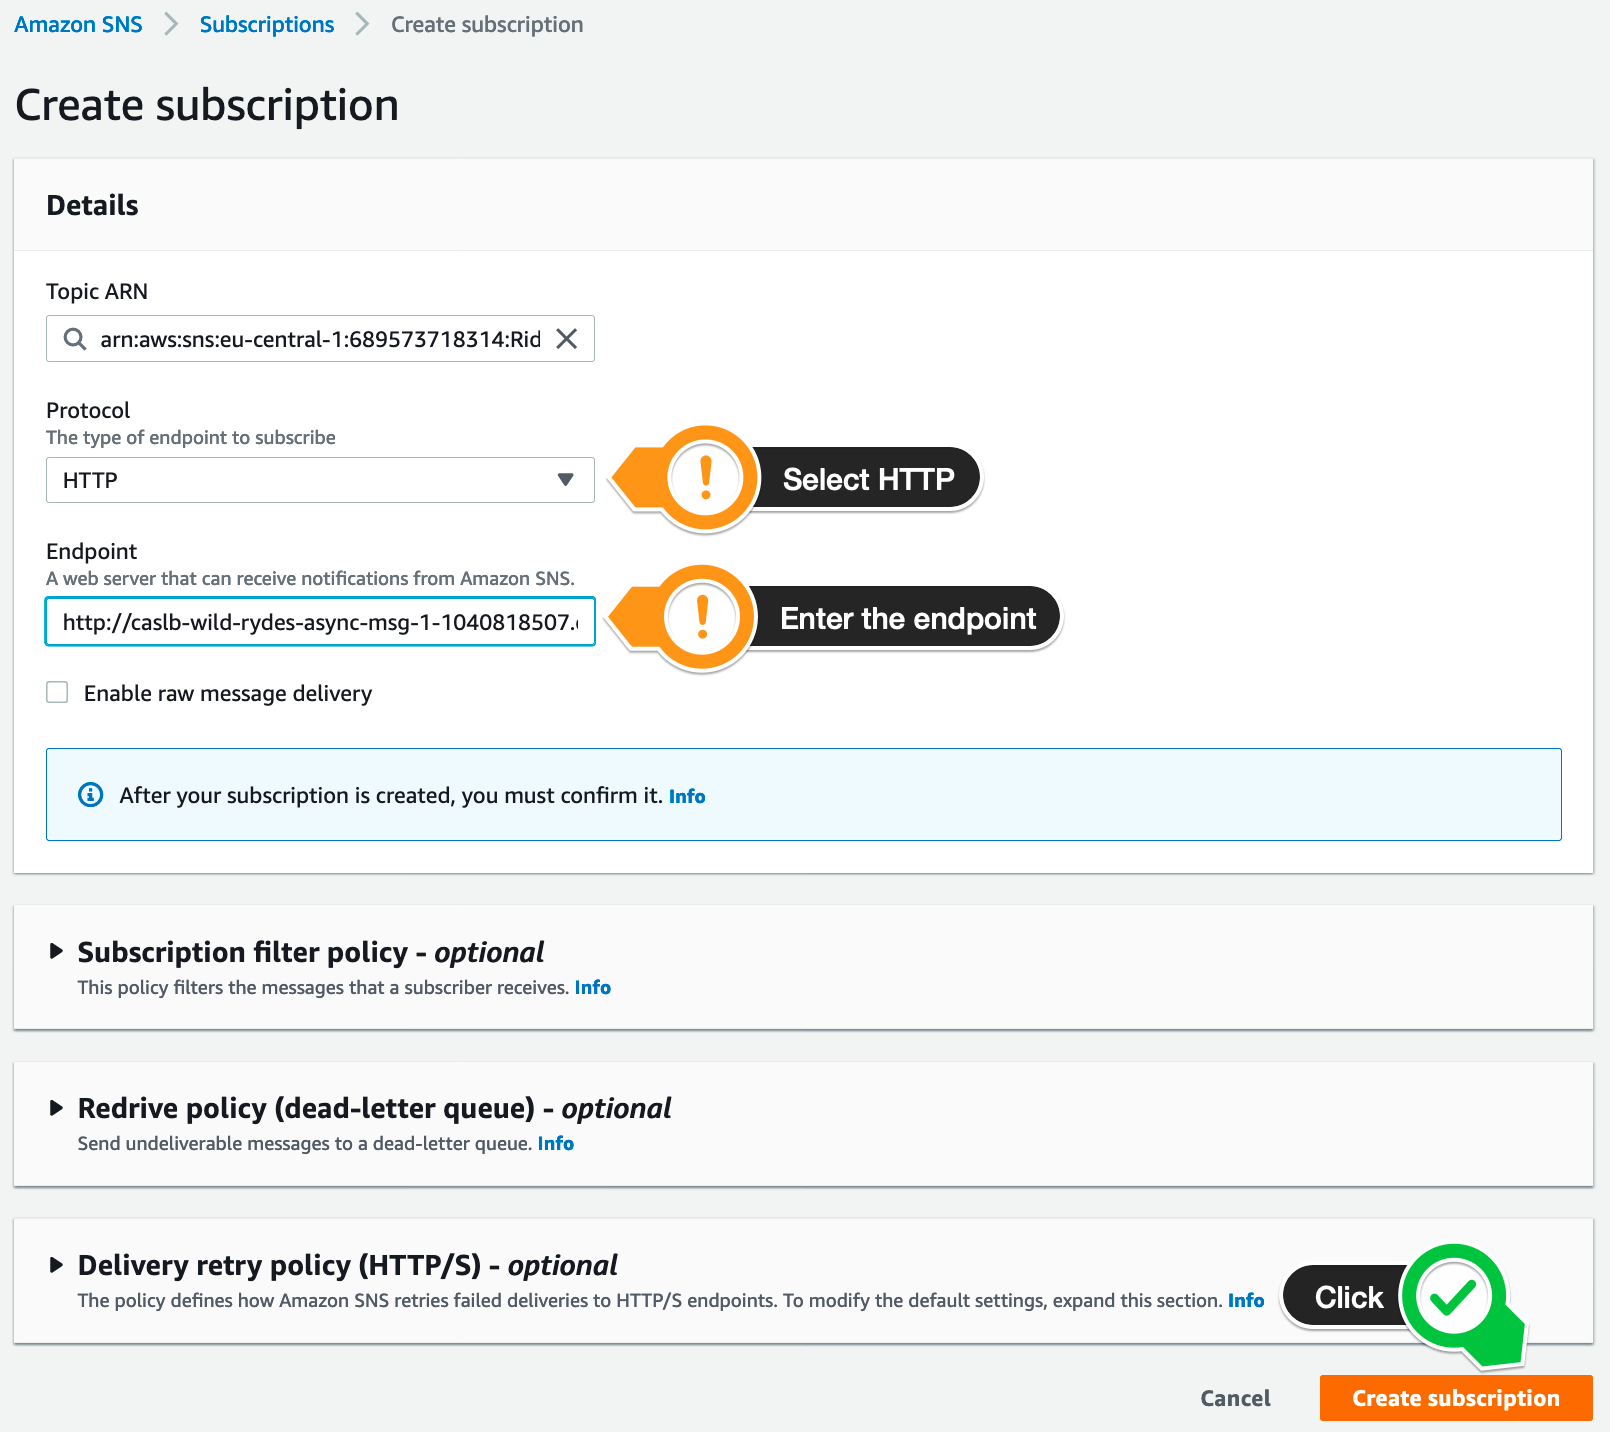 Amazon SNS > Subscriptions > Create subscription
Create subscription
Details
Topic ARN
arn:aws:sns:eu-central-1:689573718314:Rid
Protocol
The type of endpoint to subscribe
HTTP
Select HTTP
Endpoint
A web server that can receive notifications from Amazon SNS.
http://caslb-wild-rydes-async-msg-1-1040818507.
Enter the endpoint
Enable raw message delivery
After your subscription is created, you must confirm it. Info
Subscription filter policy - optional
This policy filters the messages that a subscriber receives. Info
Redrive policy (dead-letter queue) - optional
Send undeliverable messages to a dead-letter queue. Info
Delivery retry policy (HTTP/S) - optional
The policy defines how Amazon SNS retries failed deliveries to HTTP/S endpoints. To modify the default settings, expand this section. Info
Click
Cancel
Create subscription